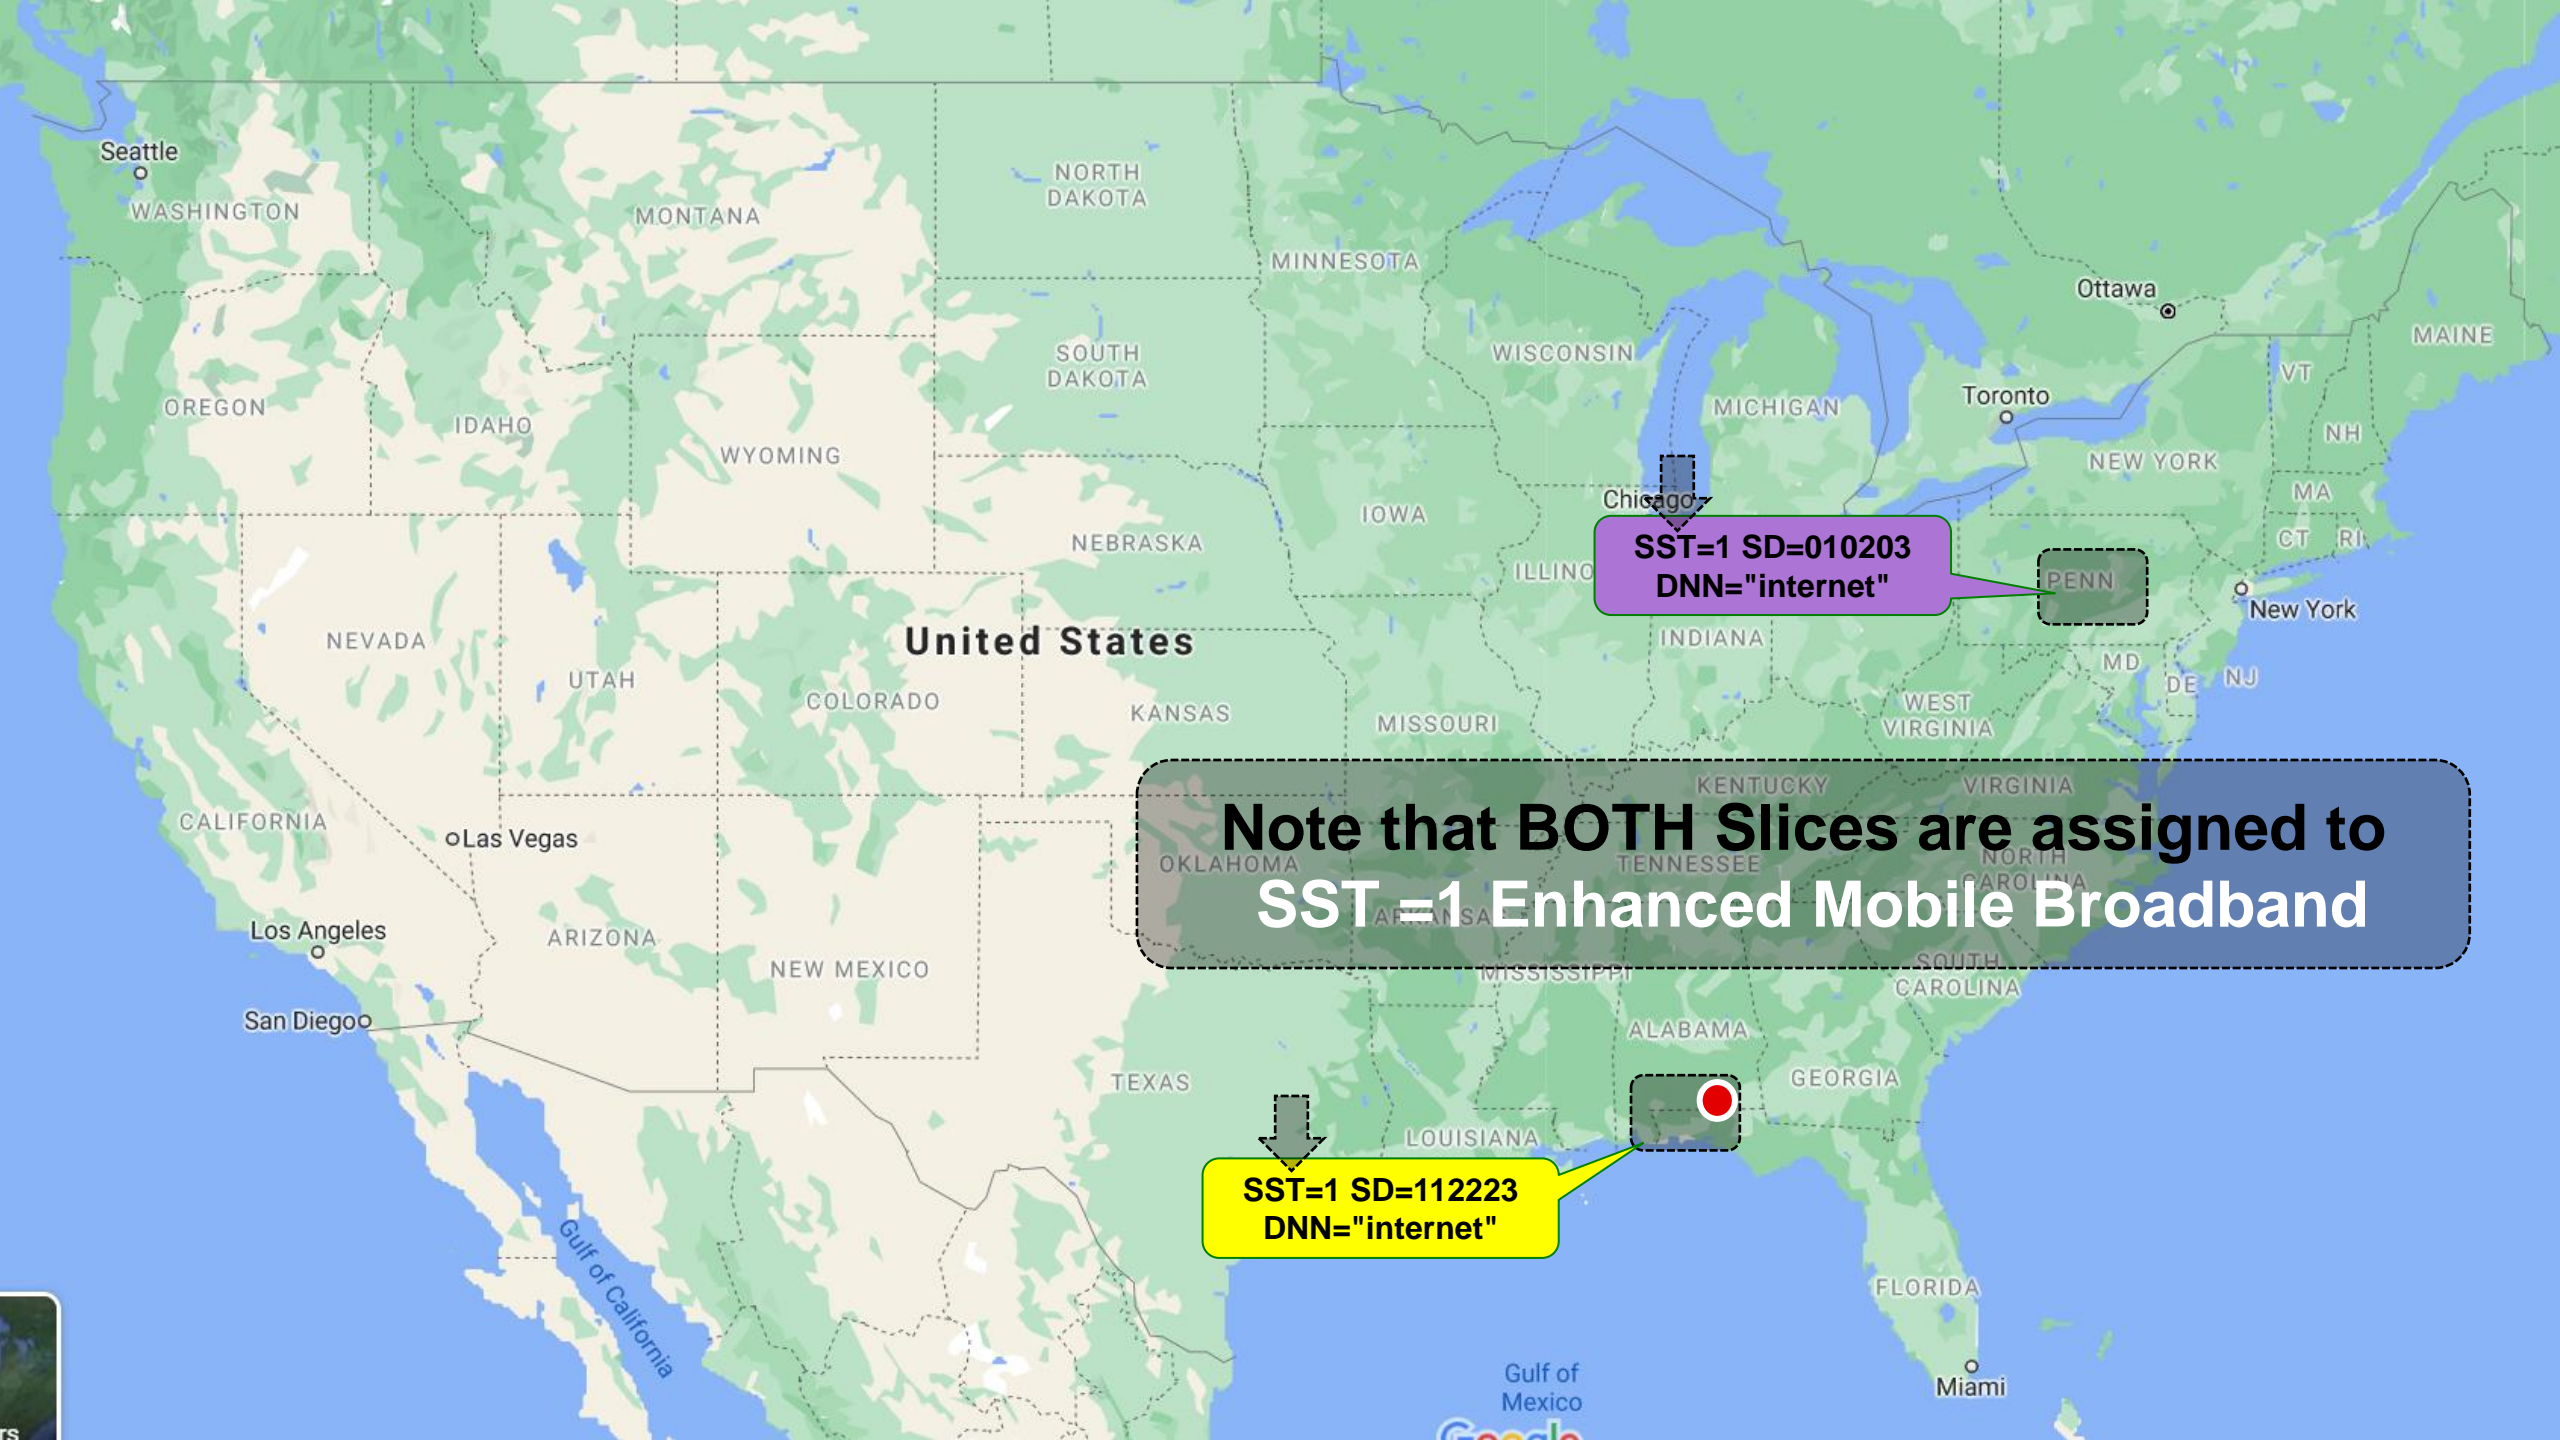 Seattle
WASHINGTON
MONTANA
NORTH
DAKOTA
MINNESOTA
Ottawa
MAINE
SOUTH
DAKOTA
WISCONSIN
VT
Toronto
OREGON
IDAHO
MICHIGAN
NH
WYOMING
NEW YORK
Chicago
MA
IOWA
CT
RI
NEBRASKA
SST=1 SD=010203
DNN="internet"
ILLINO
PENN
New York
NEVADA
United States
INDIANA
MD
NJ
UTAH
DE
COLORADO
KANSAS
MISSOURI
WEST
VIRGINIA
KENTUCKY
VIRGINIA
CALIFORNIA
Las Vegas
Note that BOTH Slices are assigned to
SST =1 Enhanced Mobile Broadband
OKLAHOMA
TENNESSEE
NORTH
CAROLINA
ARKANSA
Los Angeles
ARIZONA
NEW MEXICO
MISSISSIPPI
SOUTH
CAROLINA
San Diego
ALABAMA
TEXAS
GEORGIA
LOUISIANA
SST=1 SD=112223
DNN="internet"
Gulf of California
FLORIDA
Gulf of
Mexico
Miami
Google